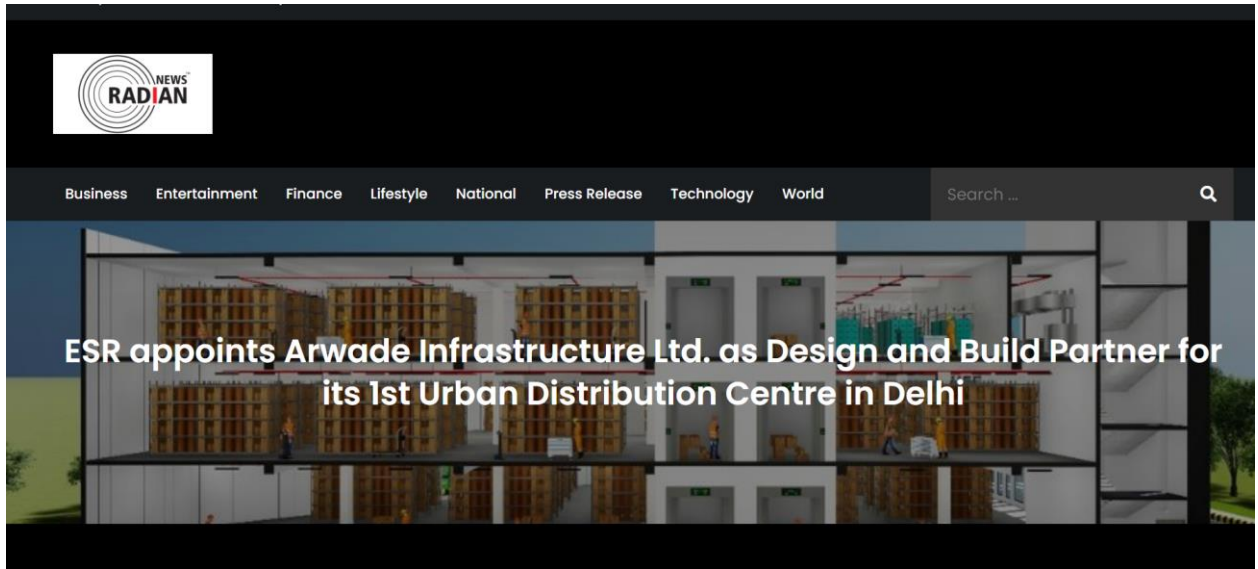 NEWS
RADIAN
Business Entertainment Finance Lifestyle National Press Release Technology World Search ...
ESR appoints Arwade Infrastructure Ltd. as Design and Build Partner for
its 1st Urban Distribution Centre in Delhi